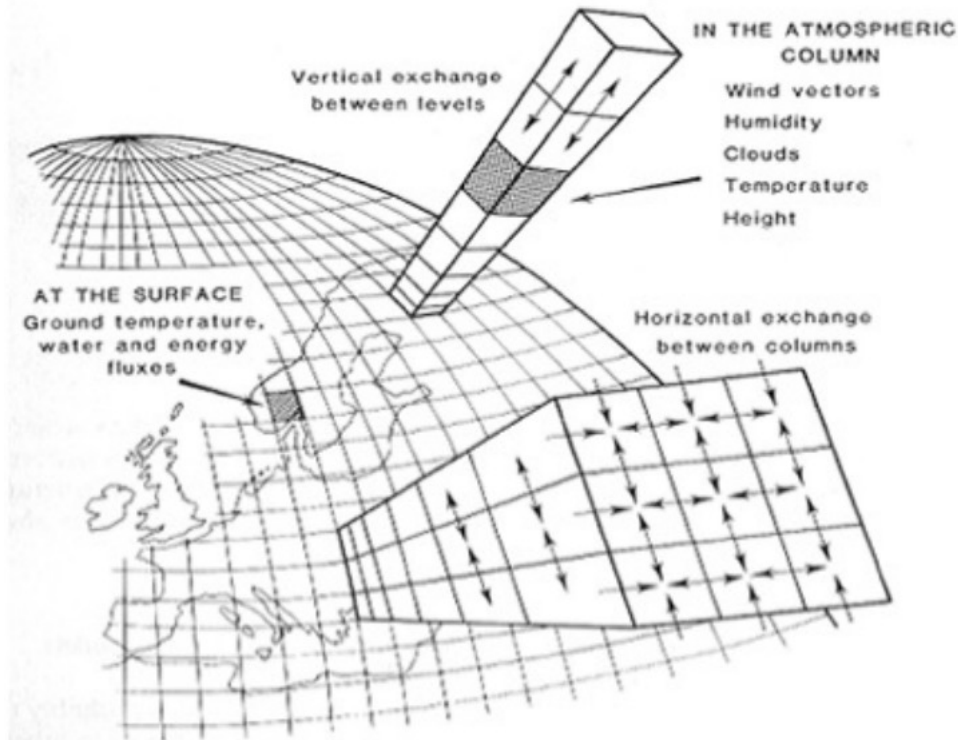 IN THE ATMOSPHERIC
COLUMN
Wind vectors
Humidity
Clouds
Temperature
Height
Vertical exchange
between levels
AT THE SURFACE
Ground temperature,
water and energy
fluxes
Horizontal exchange
between columns